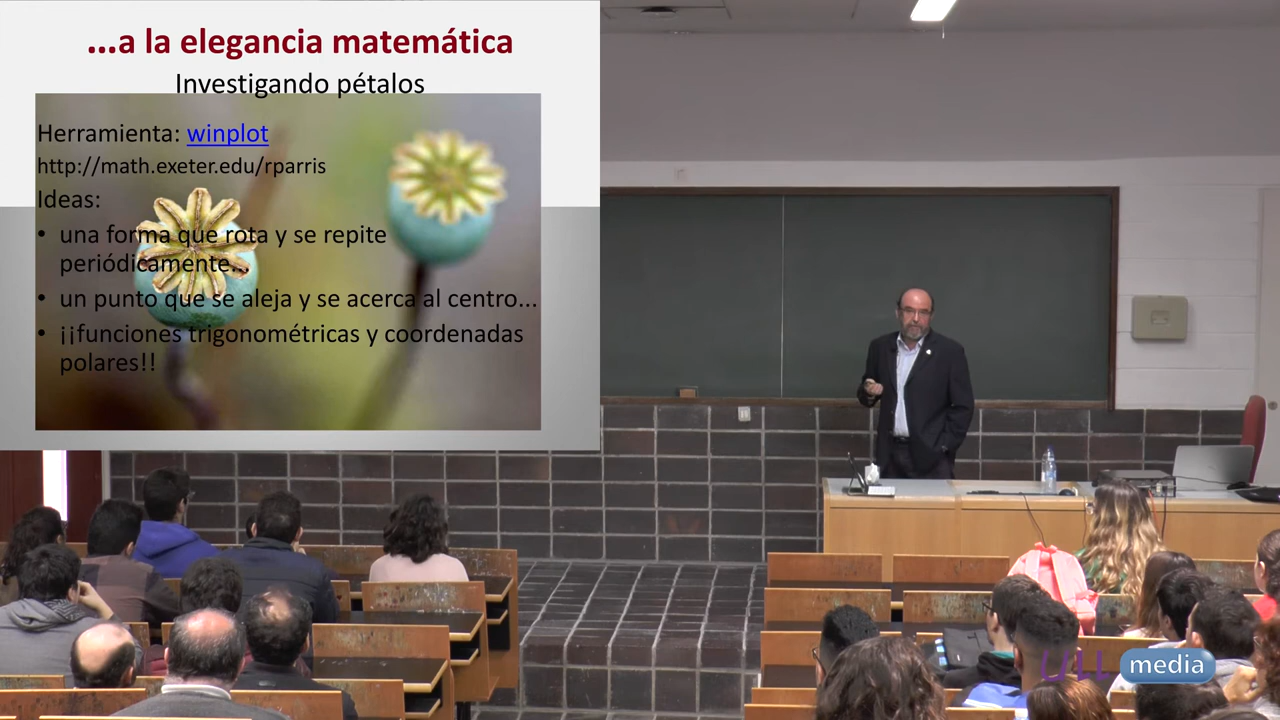 ...a la elegancia matemática
Investigando pétalos
Herramienta: winplot
http://math.exeter.edu/rparris
Ideas:
• una forma que rota y se repite
periódicamente...
• un punto que se aleja y se acerca al centro...
• ¡¡funciones trigonométricas y coordenadas
polares!!
ULL media